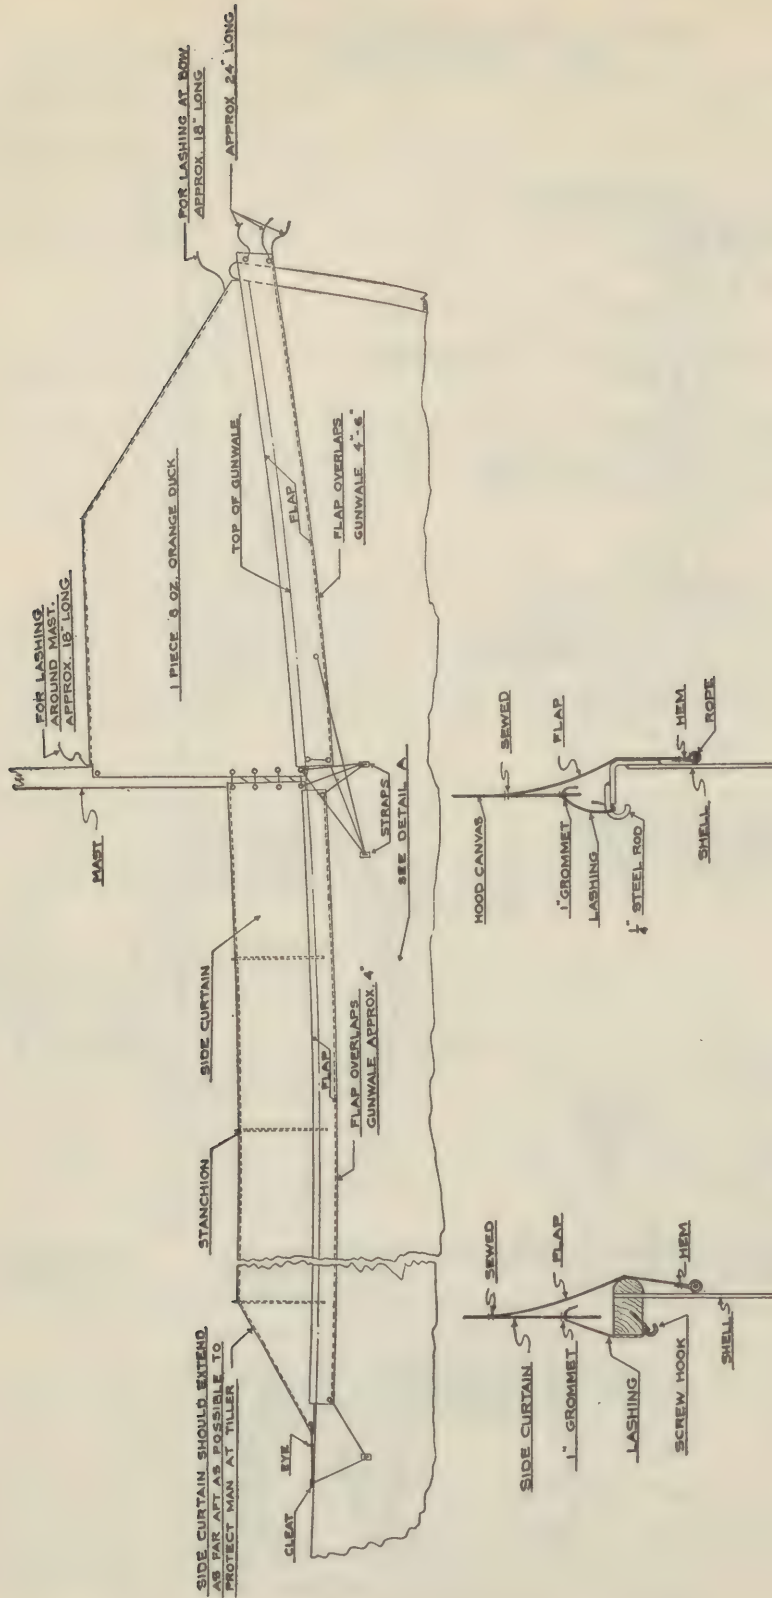 FOR LASHING AT BOW
APPROX. 18" LONG
APPROX 24" LONG
FOR LASHING
AROUND MAST.
APPROX. 18" LONG
MAST
1 PIECE 8 OZ. ORANGE DUCK
TOP OF GUNWALE
FLAP
FLAP OVERLAPS
GUNWALE 4"-6"
STRAPS
SEE DETAIL A
SIDE CURTAIN
STANCHION
FLAP
FLAP OVERLAPS
GUNWALE APPROX. 4"
SIDE CURTAIN SHOULD EXTEND
AS FAR AFT AS POSSIBLE TO
PROTECT MAN AT TILLER
EYE
CLEAT
SEWED
FLAP
HEM
SIDE CURTAIN
1" GROMMET
LASHING
SCREW HOOK
SHELL
SEWED
FLAP
HEM
ROPE
HOOD CANVAS
1" GROMMET
LASHING
1/4" STEEL ROD
SHELL